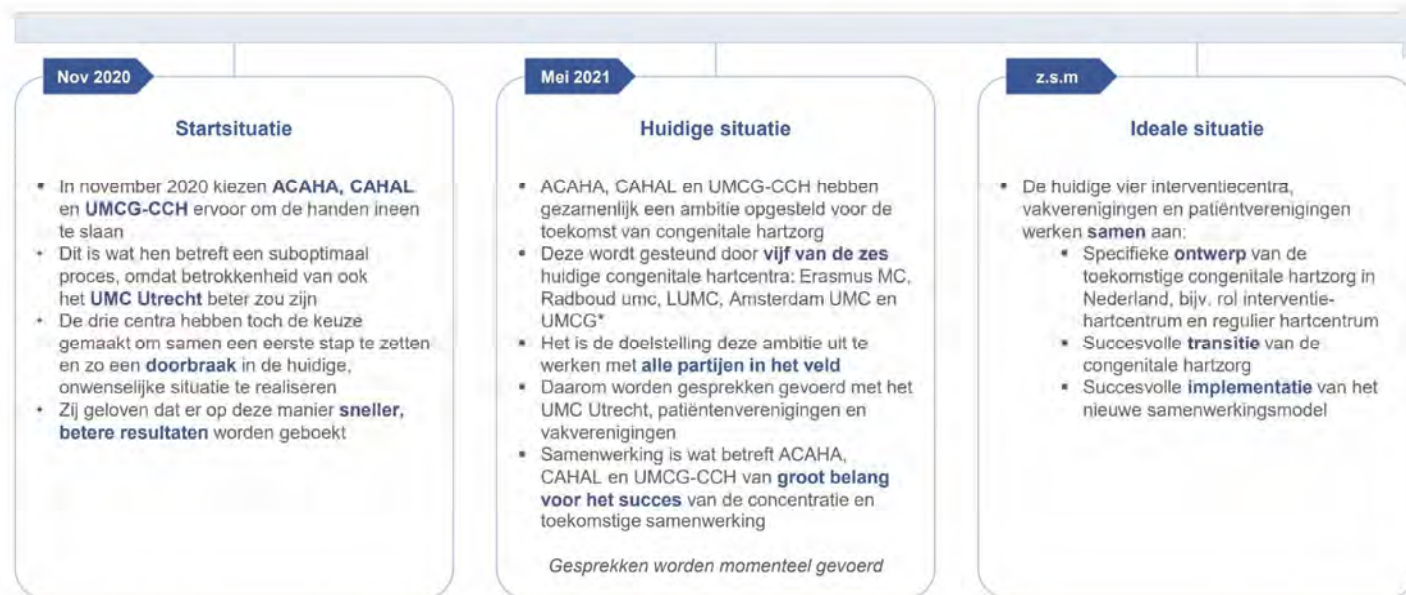 Nov 2020
Startsituatie
▪ In november 2020 kiezen ACAHA, CAHAL
en UMCG-CCH ervoor om de handen ineen
te slaan
• Dit is wat hen betreft een suboptimaal
proces, omdat betrokkenheid van ook
het UMC Utrecht beter zou zijn
• De drie centra hebben toch de keuze
gemaakt om samen een eerste stap te zetten
en zo een doorbraak in de huidige,
onwenselijke situatie te realiseren
▪ Zij geloven dat er op deze manier sneller,
betere resultaten worden geboekt
Mei 2021
Huidige situatie
▪ ACAHA, CAHAL en UMCG-CCH hebben
gezamenlijk een ambitie opgesteld voor de
toekomst van congenitale hartzorg
▪ Deze wordt gesteund door vijf van de zes
huidige congenitale hartcentra: Erasmus MC,
Radboud umc, LUMC, Amsterdam UMC en
UMCG*
▪ Het is de doelstelling deze ambitie uit te
werken met alle partijen in het veld
▪ Daarom worden gesprekken gevoerd met het
UMC Utrecht, patiëntenverenigingen en
vakverenigingen
▪ Samenwerking is wat betreft ACAHA,
CAHAL en UMCG-CCH van groot belang
voor het succes van de concentratie en
toekomstige samenwerking
Gesprekken worden momenteel gevoerd
z.s.m
Ideale situatie
▪ De huidige vier interventiecentra,
vakverenigingen en patiëntverenigingen
werken samen aan:
▪ Specifieke ontwerp van de
toekomstige congenitale hartzorg in
Nederland, bijv. rol interventie-
hartcentrum en regulier hartcentrum
▪ Succesvolle transitie van de
congenitale hartzorg
▪ Succesvolle implementatie van het
nieuwe samenwerkingsmodel